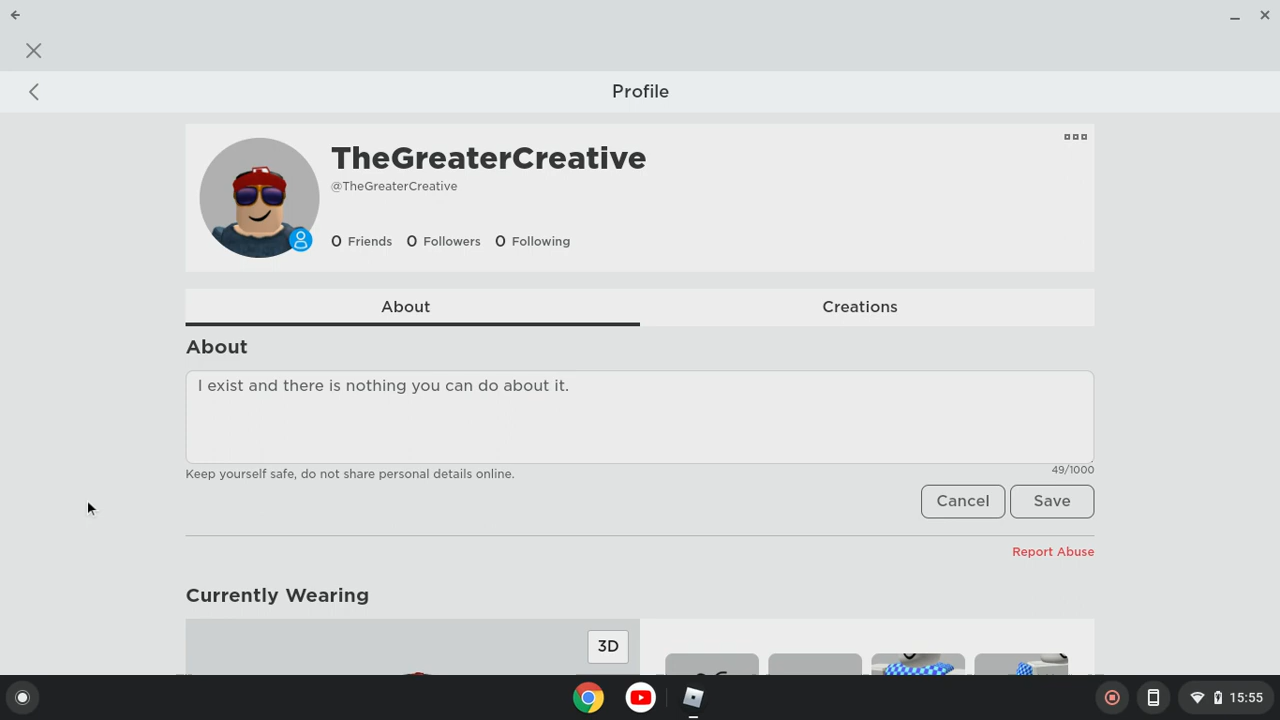 Profile
TheGreaterCreative
@TheGreaterCreative
0 Friends 0 Followers 0 Following
About Creations
About
I exist and there is nothing you can do about it.
Keep yourself safe, do not share personal details online. 49/1000
Cancel Save
Report Abuse
Currently Wearing
3D
15:55